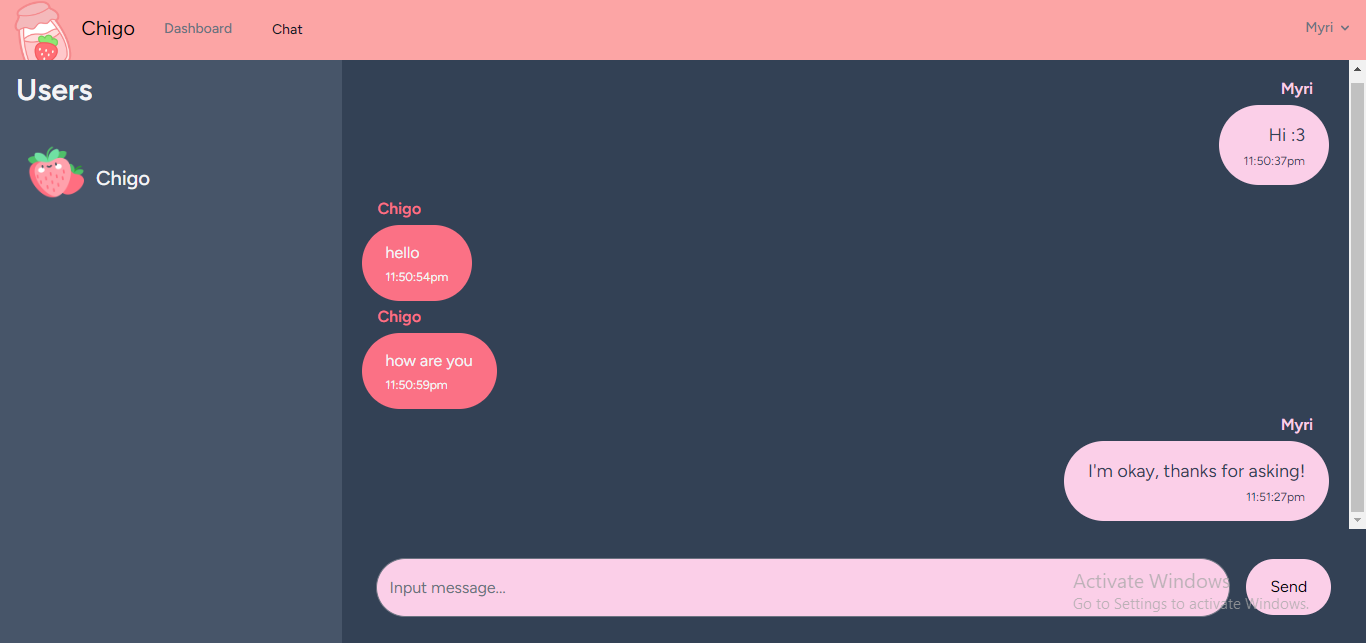 Chigo
Dashboard
Chat
Myri
Users
Chigo
Myri
Hi :3
11:50:37pm
Chigo
hello
11:50:54pm
Chigo
how are you
11:50:59pm
Myri
I'm okay, thanks for asking!
11:51:27pm
Input message...
Send
Activate Windows
Go to Settings to activate Windows.